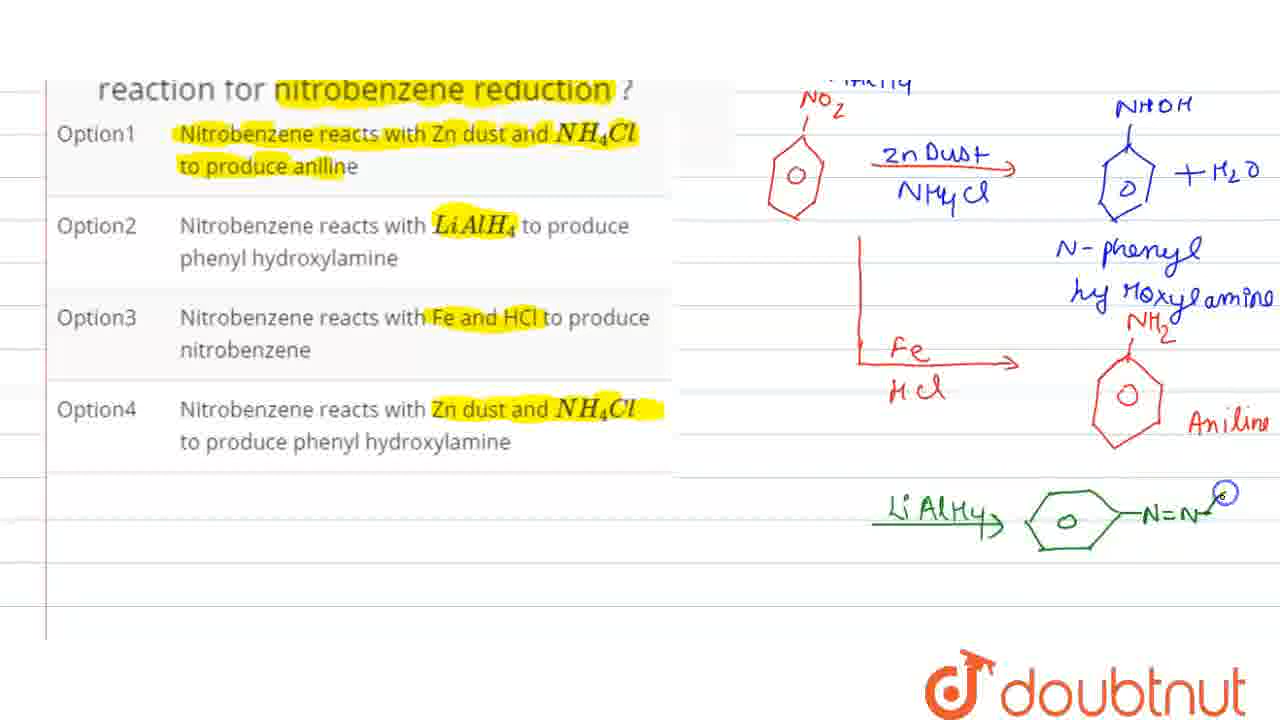 reaction for nitrobenzene reduction ?
Option1 Nitrobenzene reacts with Zn dust and NH₄Cl
to produce aniline
Option2 Nitrobenzene reacts with LiAlH₄ to produce
phenyl hydroxylamine
Option3 Nitrobenzene reacts with Fe and HCl to produce
nitrobenzene
Option4 Nitrobenzene reacts with Zn dust and NH₄Cl
to produce phenyl hydroxylamine
NO₂
Zn Dust
NH₄Cl
NHOH
+ H₂O
N-phenyl
hydroxylamine
Fe
HCl
NH₂
Aniline
LiAlH₄
N=N
doubtnut